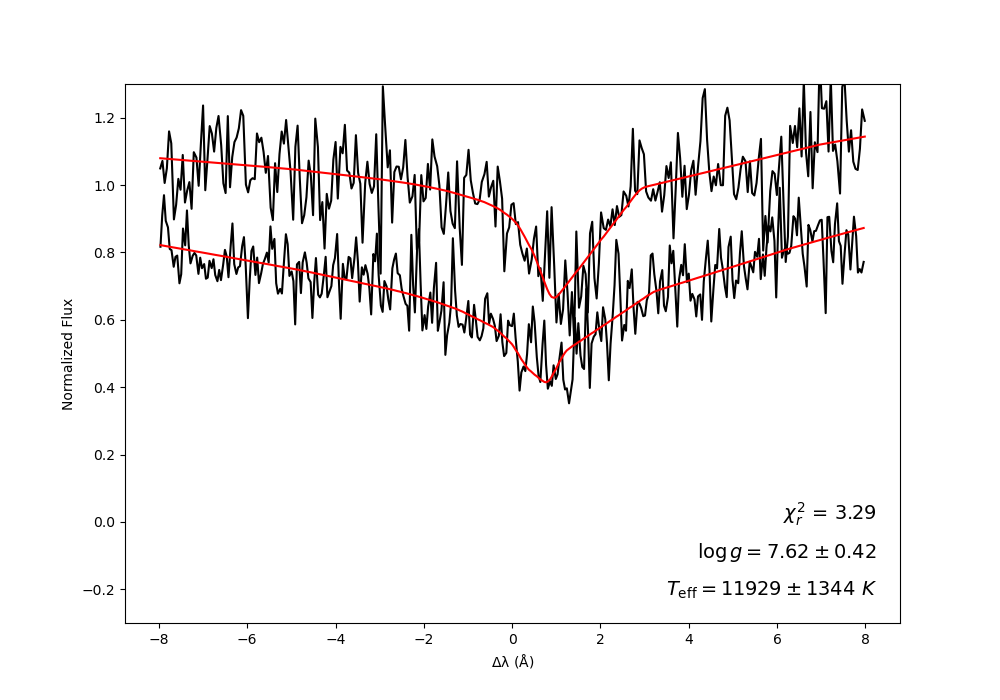 1.2
1.0
0.8
0.6
0.4
0.2
0.0
−0.2
Normalized Flux
χ²ᵣ = 3.29
log g = 7.62 ± 0.42
T_eff = 11929 ± 1344 K
−8 −6 −4 −2 0 2 4 6 8
Δλ (Å)